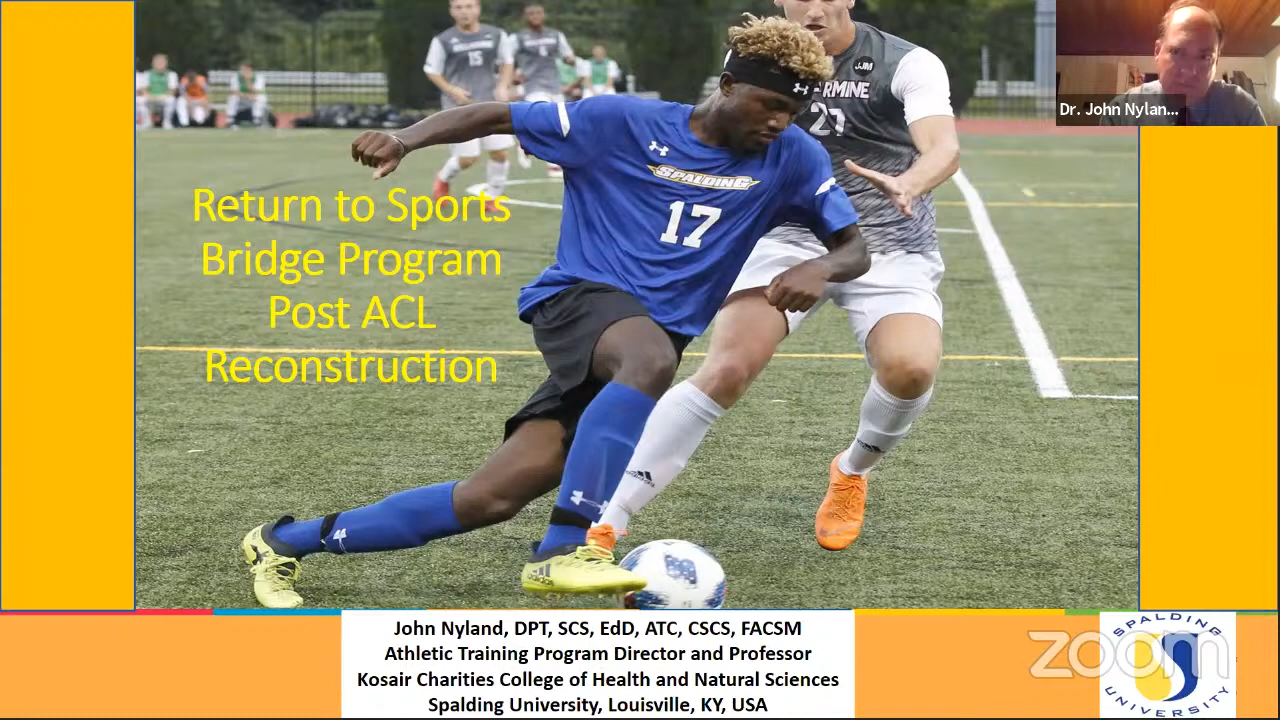 Dr. John Nylan...
Return to Sports
Bridge Program
Post ACL
Reconstruction
SPALDING
17
15
JJM
21
John Nyland, DPT, SCS, EdD, ATC, CSCS, FACSM
Athletic Training Program Director and Professor
Kosair Charities College of Health and Natural Sciences
Spalding University, Louisville, KY, USA
zoom
SPALDING
UNIVERSITY